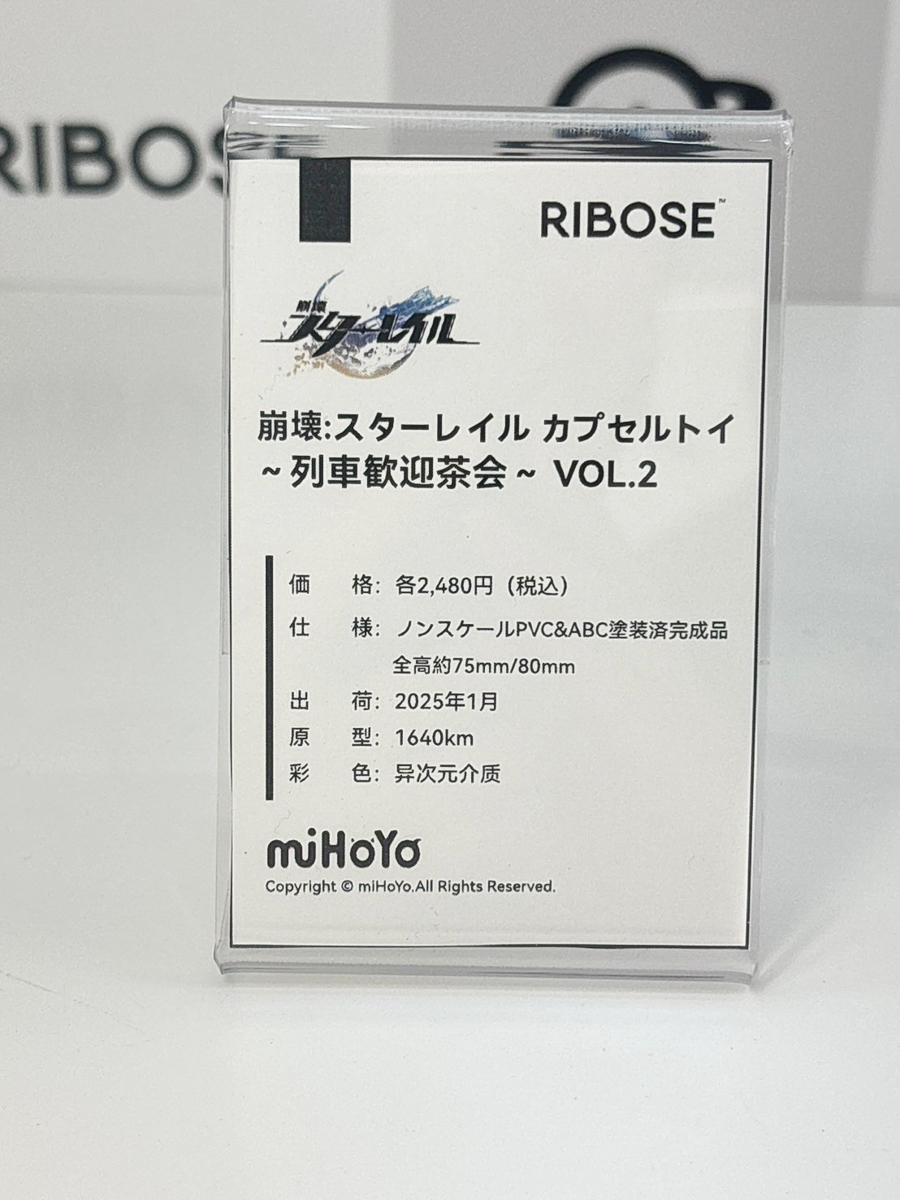 RIBOSE
RIBOSE™
崩壊
スターレイル
崩壊:スターレイル カプセルトイ
~列車歓迎茶会~ VOL.2
価 格: 各2,480円（税込）
仕 様: ノンスケールPVC&ABC塗装済完成品
全高約75mm/80mm
出 荷: 2025年1月
原 型: 1640km
彩 色: 异次元介质
miHoYo
Copyright © miHoYo.All Rights Reserved.